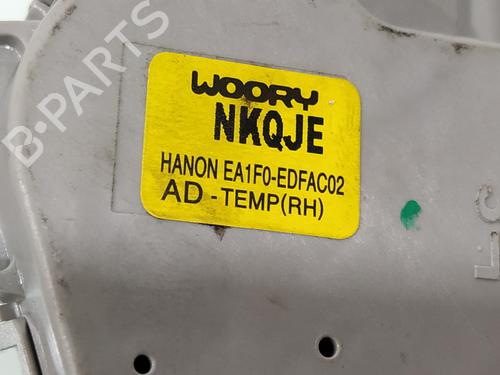 WOORY
NKQJE
HANON EA1F0-EDFAC02
AD - TEMP(RH)
B-PARTS